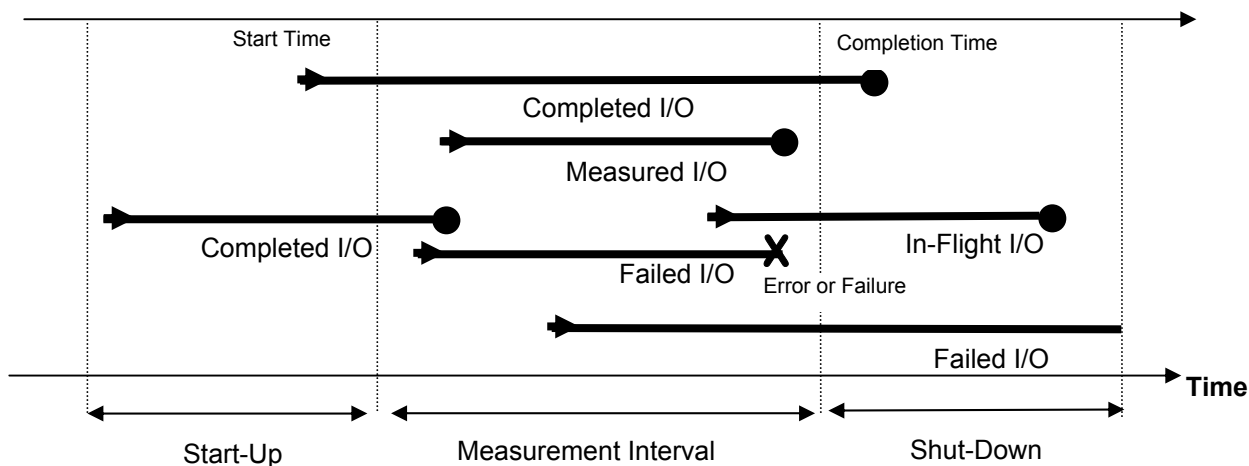 Start Time
Completion Time
Completed I/O
Measured I/O
Completed I/O
In-Flight I/O
Failed I/O
Error or Failure
Failed I/O
Time
Start-Up
Measurement Interval
Shut-Down